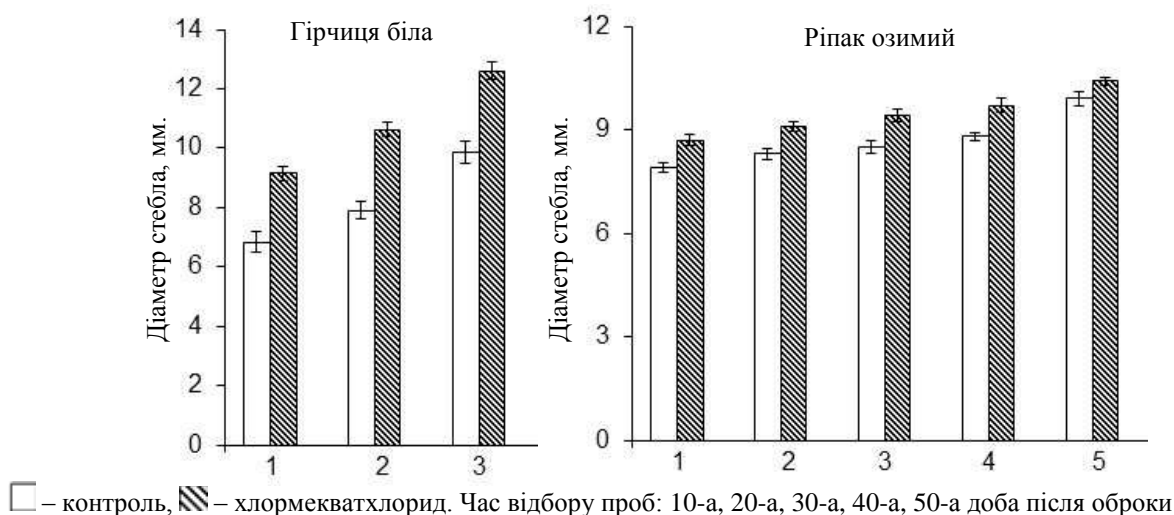 Гірчиця біла
Діаметр стебла, мм.
14
12
10
8
6
4
2
0
1 2 3
Ріпак озимий
Діаметр стебла, мм.
12
9
6
3
0
1 2 3 4 5
– контроль, – хлормекватхлорид. Час відбору проб: 10-а, 20-а, 30-а, 40-а, 50-а доба після оброки